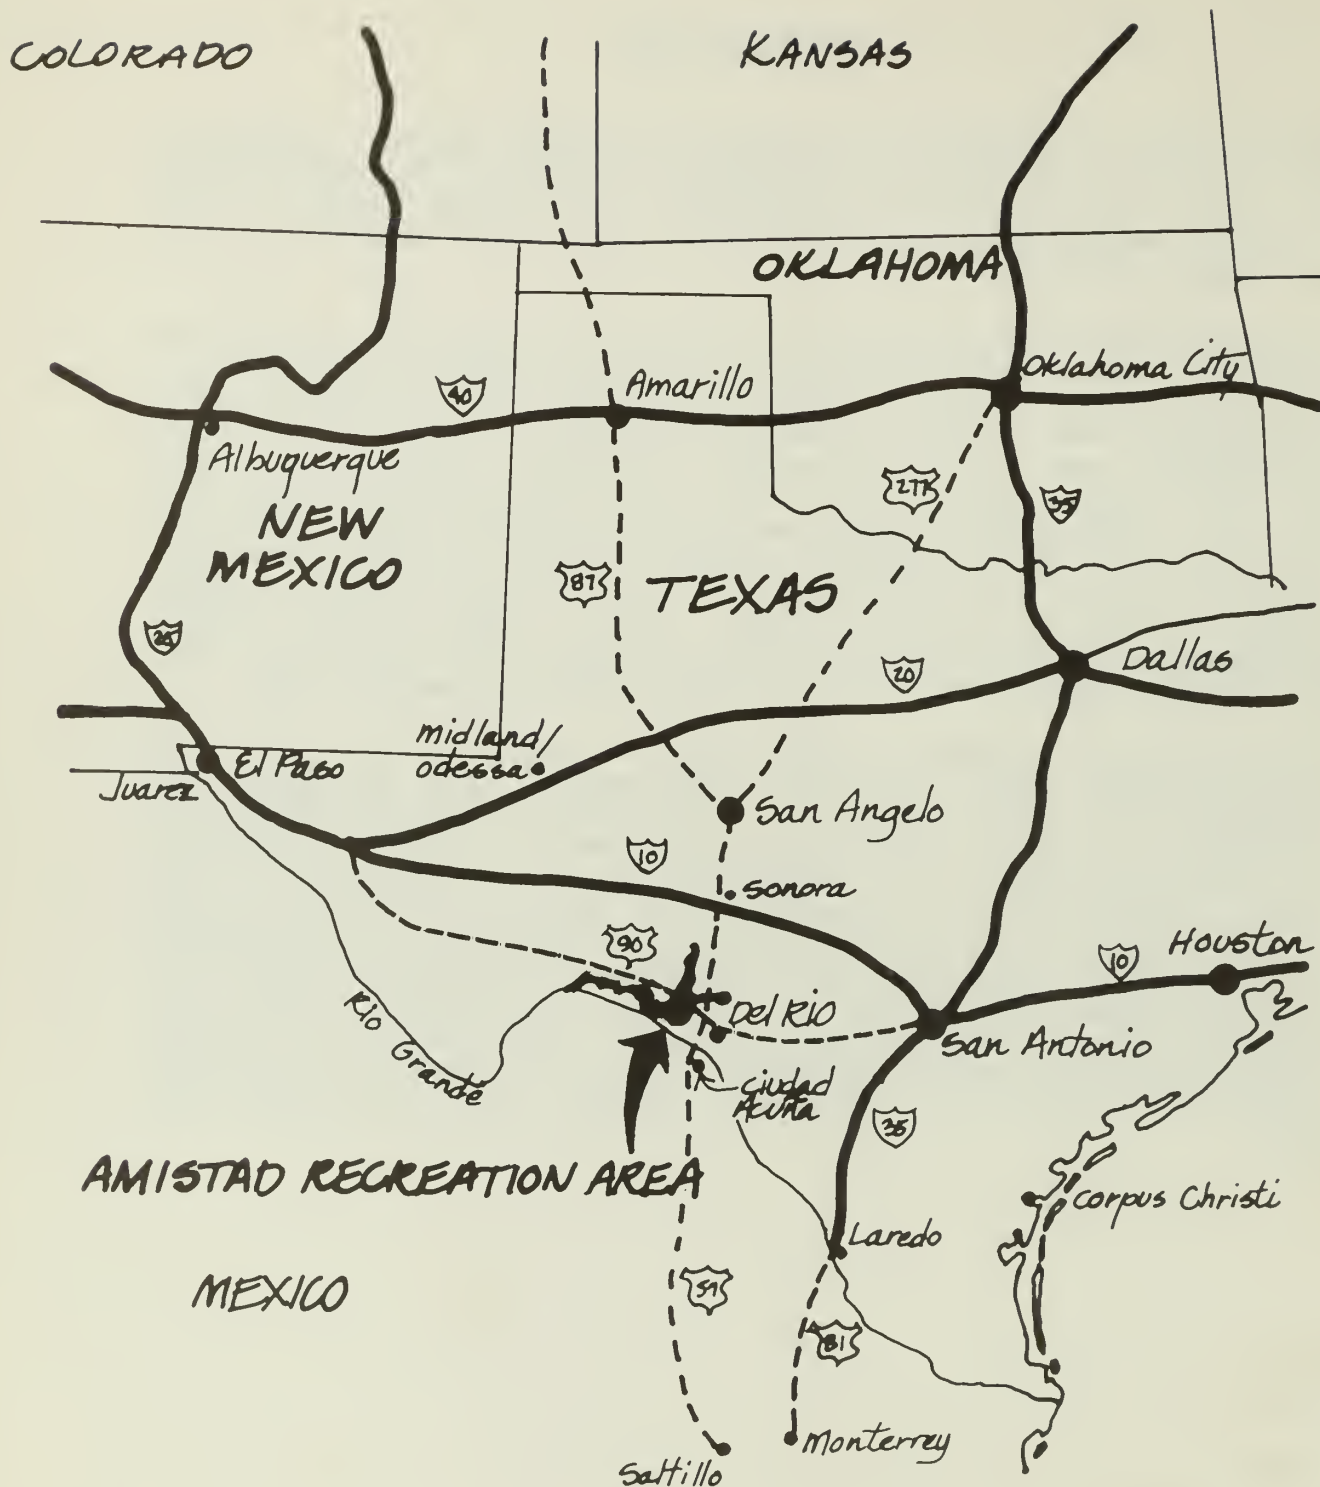 COLORADO
KANSAS
OKLAHOMA
Oklahoma City
40
Amarillo
Albuquerque
277
35
NEW
MEXICO
87
TEXAS
25
20
Dallas
midland/
odessa
El Paso
Juarez
San Angelo
10
Sonora
90
10
Houston
Rio
Grande
Del Rio
San Antonio
Ciudad
Acuña
35
AMISTAD RECREATION AREA
Corpus Christi
Laredo
MEXICO
57
81
Monterrey
Saltillo